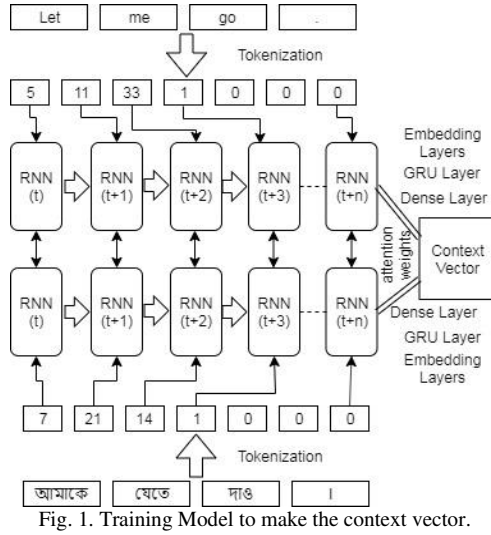 Let me go .
Tokenization
5 11 33 1 0 0 0
Embedding
Layers
GRU Layer
Dense Layer
RNN (t) RNN (t+1) RNN (t+2) RNN (t+3) RNN (t+n)
attention weights
Context Vector
RNN (t) RNN (t+1) RNN (t+2) RNN (t+3) RNN (t+n)
Dense Layer
GRU Layer
Embedding
Layers
7 21 14 1 0 0 0
Tokenization
আমাকে যেতে দাও ।
Fig. 1. Training Model to make the context vector.